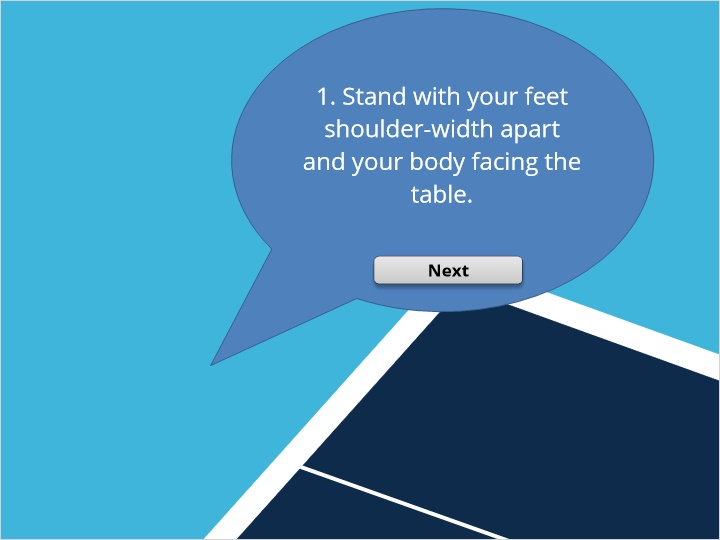 1. Stand with your feet
shoulder-width apart
and your body facing the
table.
Next